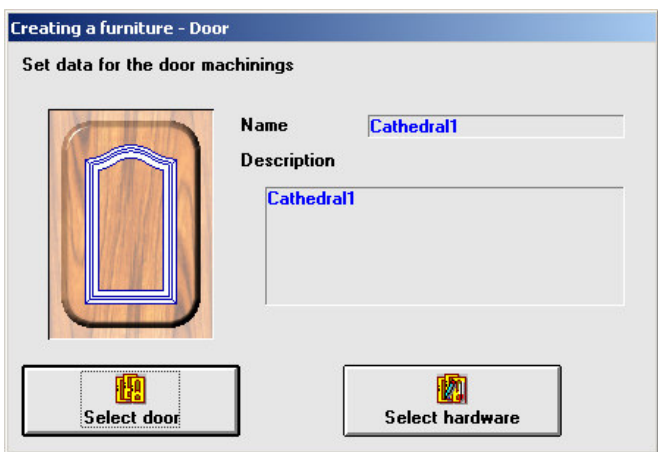 Creating a furniture - Door
Set data for the door machinings
Name Cathedral1
Description
Cathedral1
Select door Select hardware